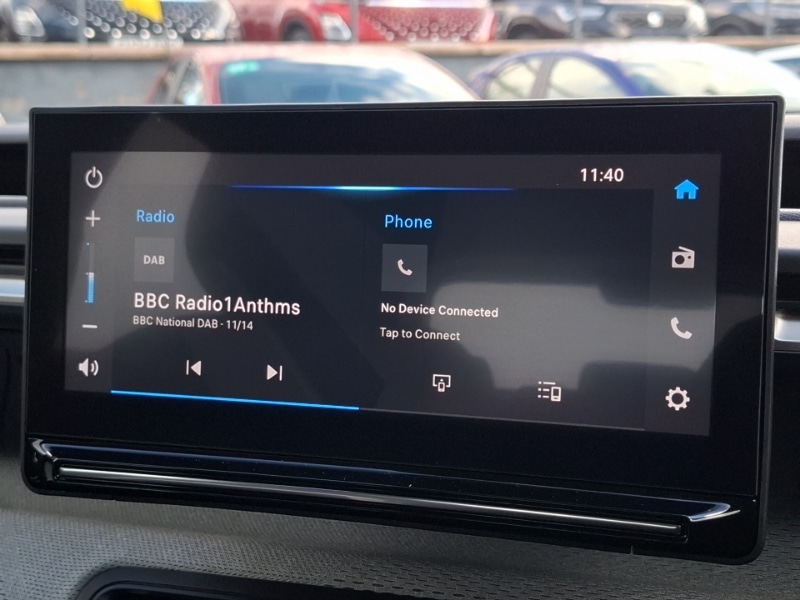 11:40
Radio
DAB
BBC Radio1Anthms
BBC National DAB - 11/14
Phone
No Device Connected
Tap to Connect